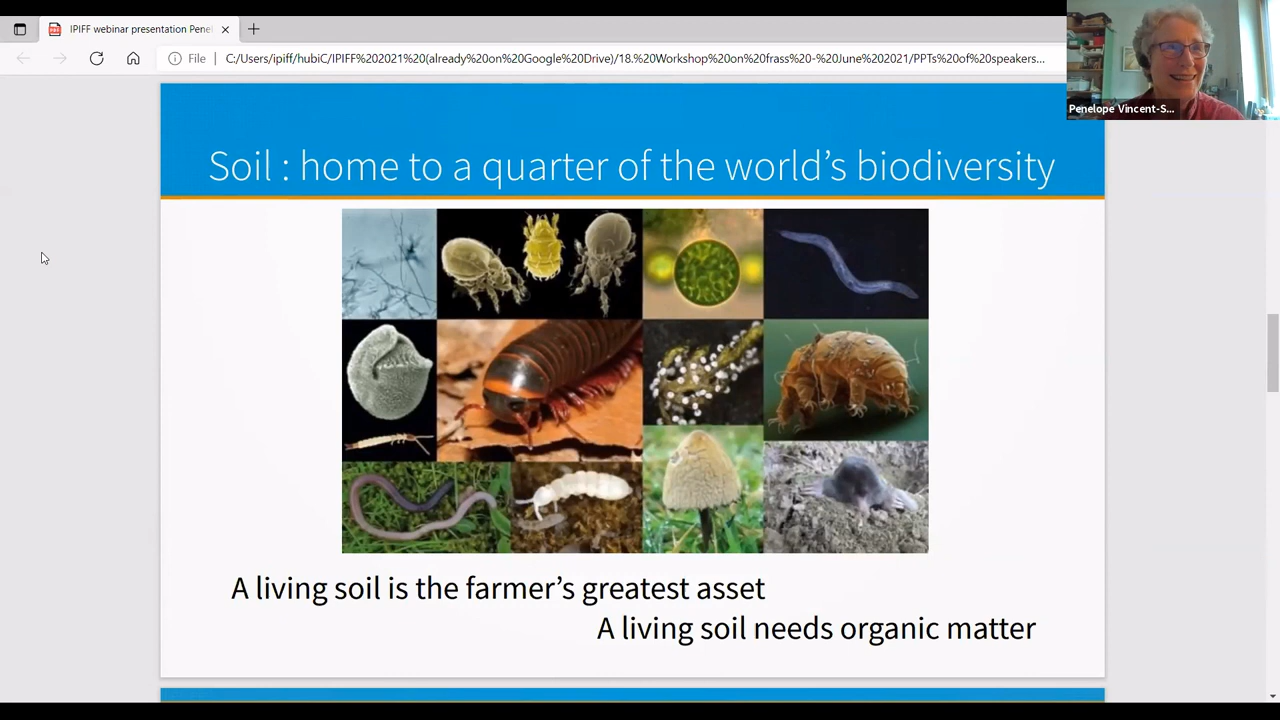 IPIFF webinar presentation Pene
File
C:/Users/ipiff/hubiC/IPIFF%202021%20(already%20on%20Google%20Drive)/18.%20Workshop%20on%20frass%20-%20June%202021/PPTs%20of%20speakers...
Penelope Vincent-S...
Soil : home to a quarter of the world’s biodiversity
A living soil is the farmer’s greatest asset
A living soil needs organic matter